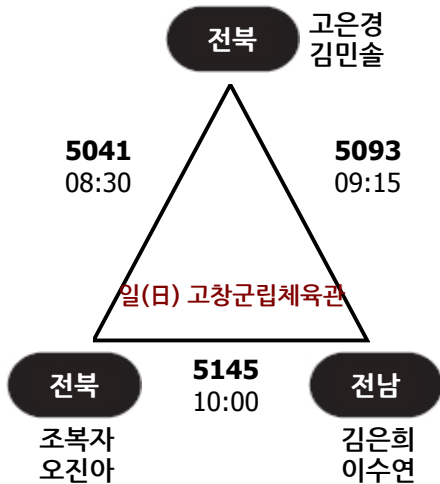 전북
고은경
김민솔
5041
08:30
5093
09:15
일(日) 고창군립체육관
전북
5145
10:00
전남
조복자
오진아
김은희
이수연